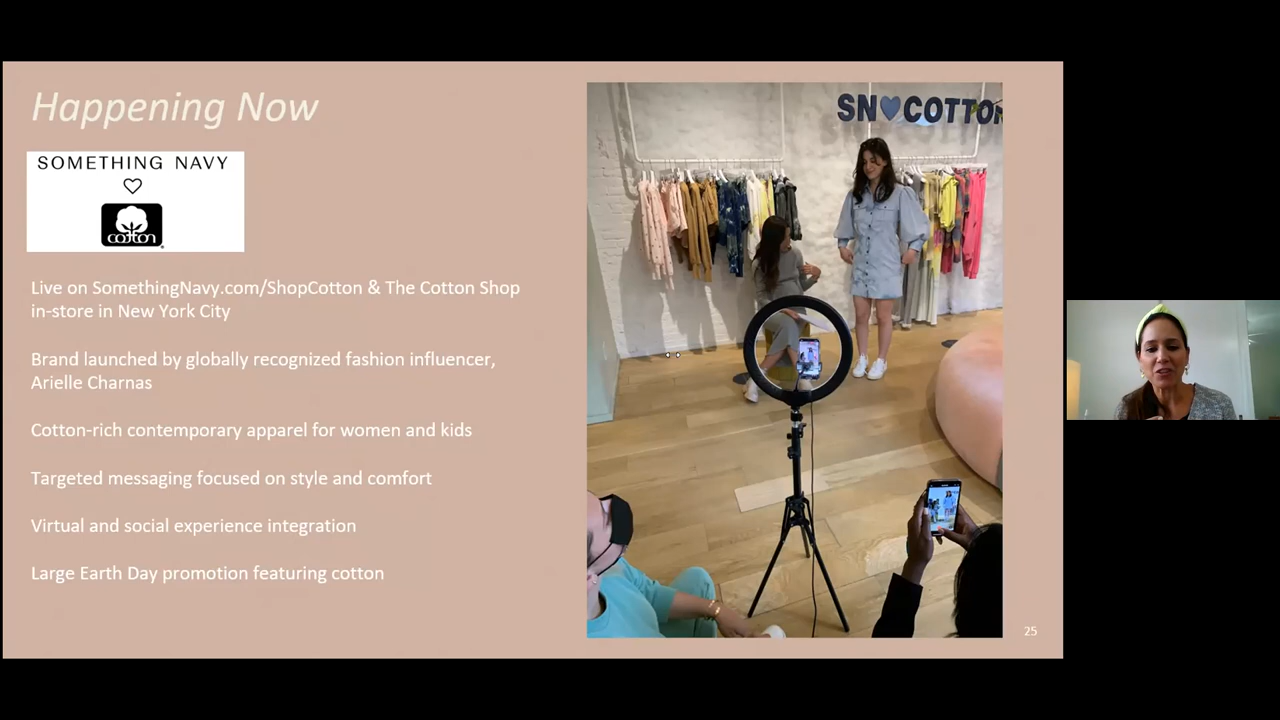 Happening Now
SOMETHING NAVY
cotton
Live on SomethingNavy.com/ShopCotton & The Cotton Shop
in-store in New York City
Brand launched by globally recognized fashion influencer,
Arielle Charnas
Cotton-rich contemporary apparel for women and kids
Targeted messaging focused on style and comfort
Virtual and social experience integration
Large Earth Day promotion featuring cotton
SN COTTON
25